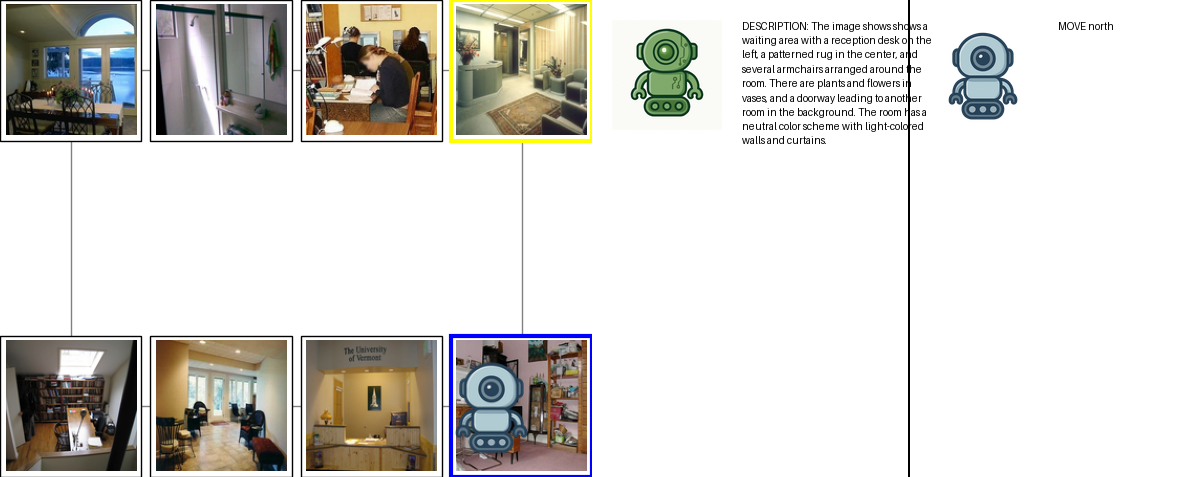 DESCRIPTION: The image shows shows a
waiting area with a reception desk on the
left, a patterned rug in the center, and
several armchairs arranged around the
room. There are plants and flowers in
vases, and a doorway leading to another
room in the background. The room has a
neutral color scheme with light-colored
walls and curtains.
MOVE north
The University
of Vermont